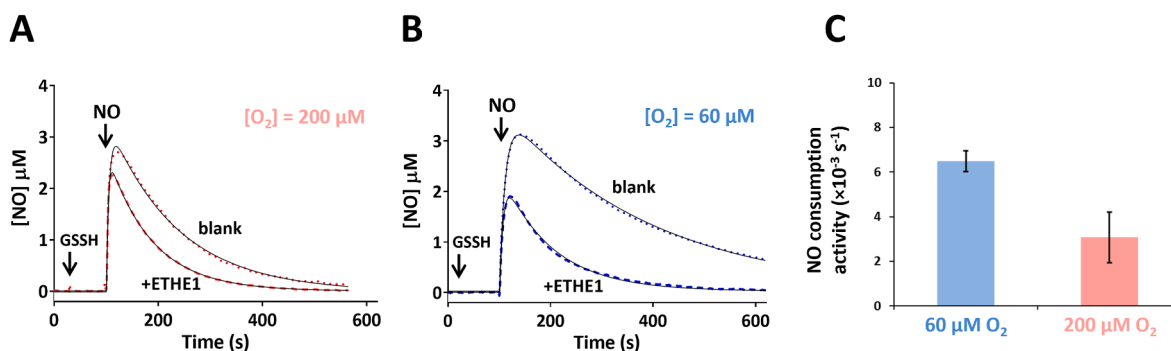 A
B
C
4
3
2
1
0
[NO] µM
NO
[O₂] = 200 µM
GSSH
blank
+ETHE1
0
200
400
600
Time (s)
4
3
2
1
0
[NO] µM
NO
[O₂] = 60 µM
GSSH
blank
+ETHE1
0
200
400
600
Time (s)
10
8
6
4
2
0
NO consumption
activity (×10⁻³ s⁻¹)
60 µM O₂
200 µM O₂